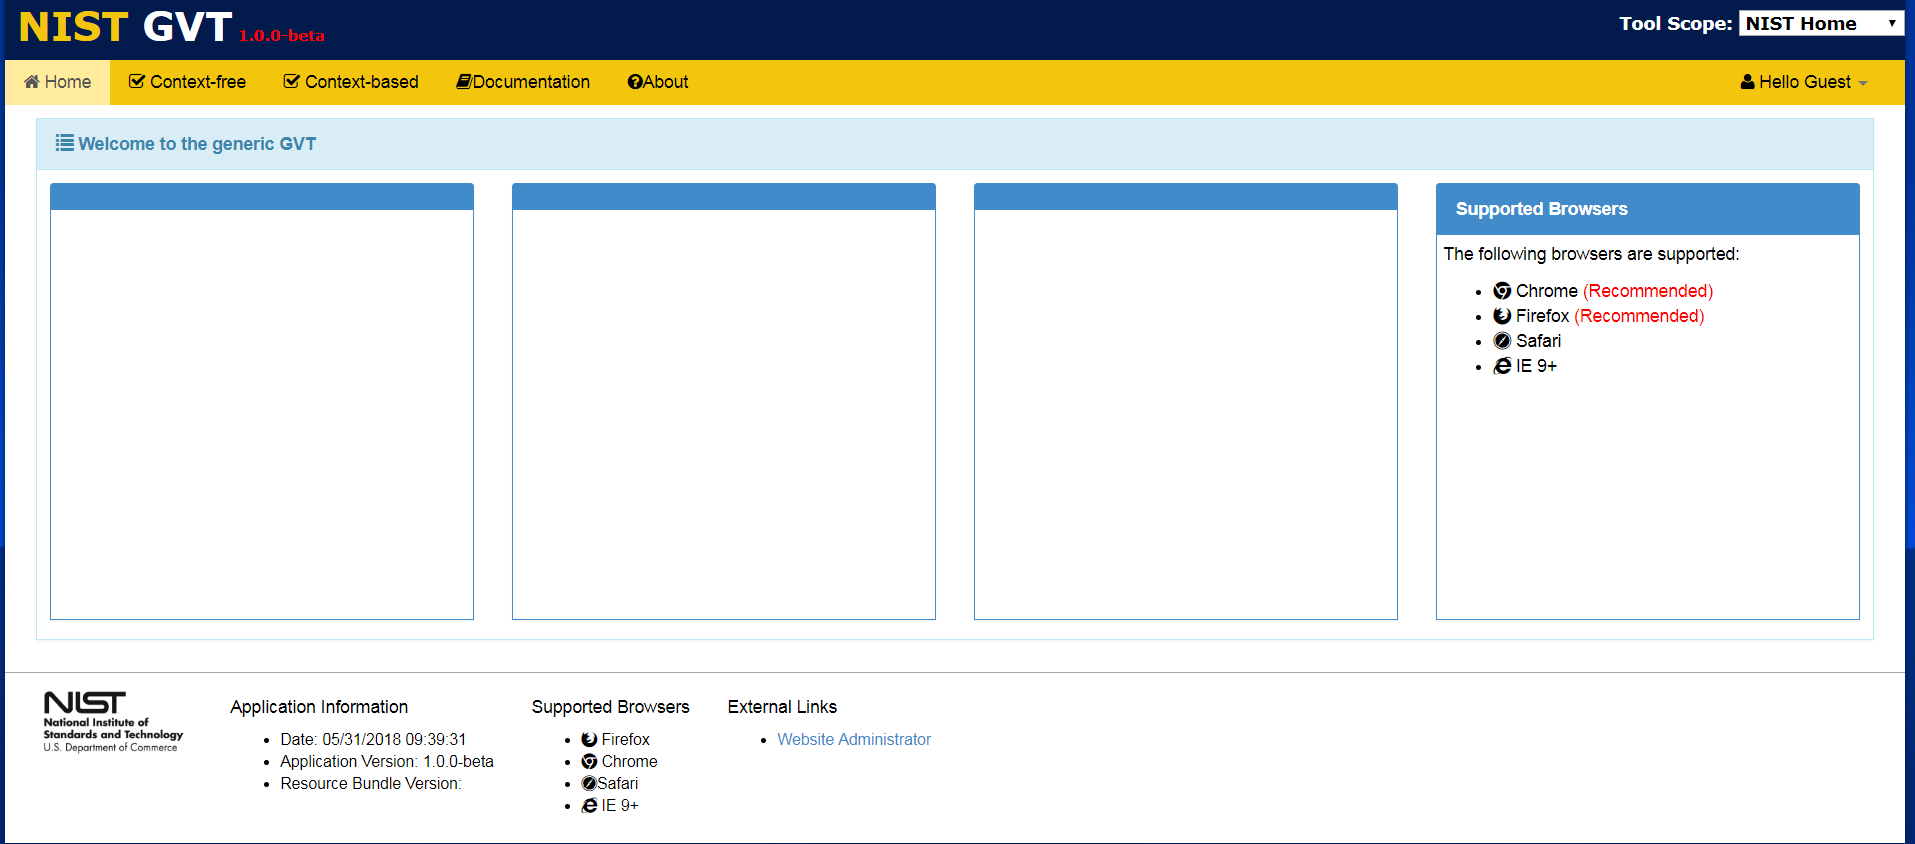 NIST GVT 1.0.0-beta
Tool Scope: NIST Home
Home Context-free Context-based Documentation About Hello Guest
Welcome to the generic GVT
Supported Browsers
The following browsers are supported:
Chrome (Recommended)
Firefox (Recommended)
Safari
IE 9+
NIST
National Institute of
Standards and Technology
U.S. Department of Commerce
Application Information
Date: 05/31/2018 09:39:31
Application Version: 1.0.0-beta
Resource Bundle Version:
Supported Browsers
Firefox
Chrome
Safari
IE 9+
External Links
Website Administrator